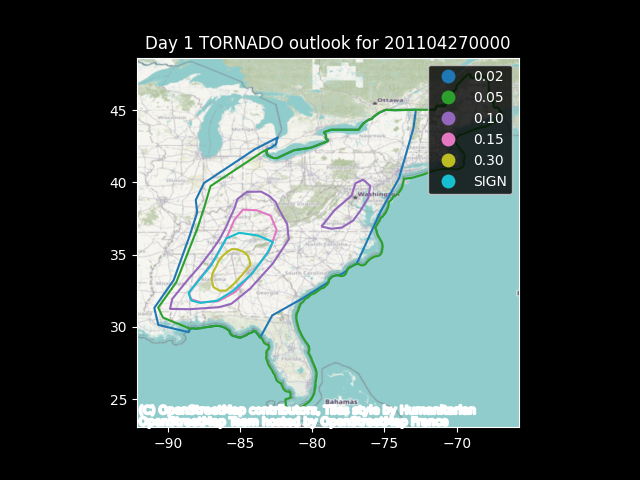 Day 1 TORNADO outlook for 201104270000
0.02
0.05
0.10
0.15
0.30
SIGN
45
40
35
30
25
−90
−85
−80
−75
−70
Ottawa
Washington
Florida
Bahamas
(C) OpenStreetMap contributors, Tiles style by Humanitarian
OpenStreetMap Team hosted by OpenStreetMap France